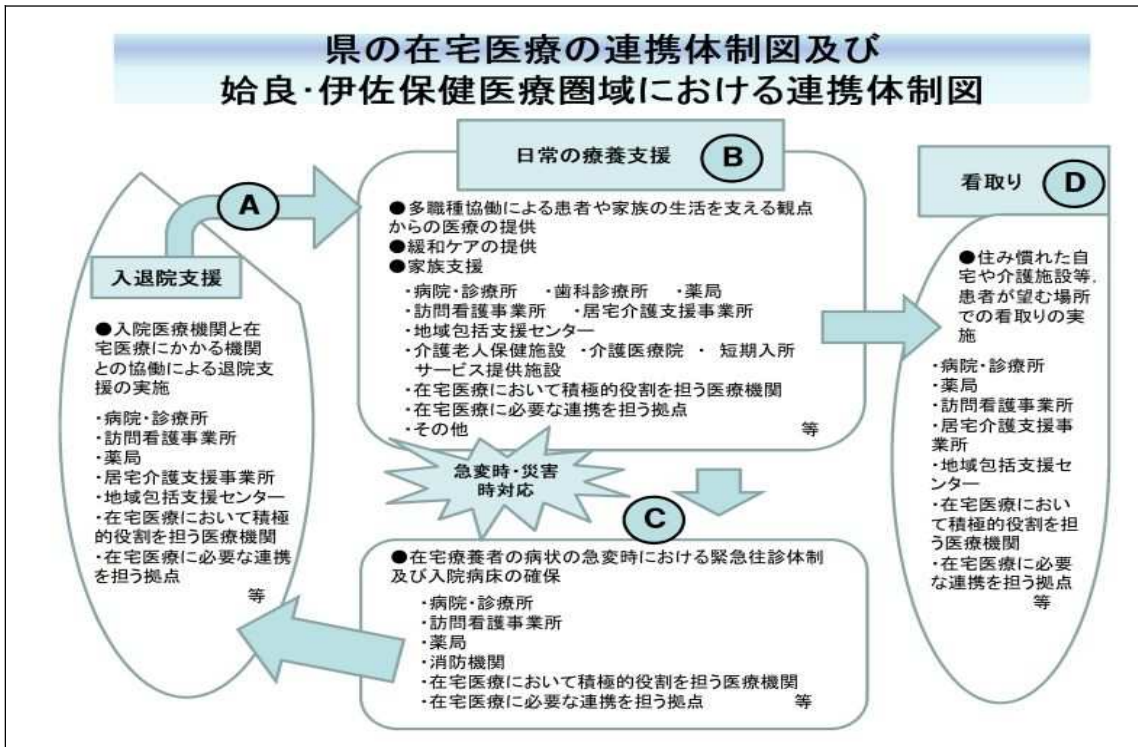 県の在宅医療の連携体制図及び
姶良・伊佐保健医療圏域における連携体制図
A
入退院支援
●入院医療機関と在
宅医療にかかる機関
との協働による退院支
援の実施
・病院・診療所
・訪問看護事業所
・薬局
・居宅介護支援事業所
・地域包括支援センター
・在宅医療において積極
的役割を担う医療機関
・在宅医療に必要な連携
を担う拠点
等
日常の療養支援 B
●多職種協働による患者や家族の生活を支える観点
からの医療の提供
●緩和ケアの提供
●家族支援
・病院・診療所 ・歯科診療所 ・薬局
・訪問看護事業所 ・居宅介護支援事業所
・地域包括支援センター
・介護老人保健施設 ・介護医療院 ・ 短期入所
サービス提供施設
・在宅医療において積極的役割を担う医療機関
・在宅医療に必要な連携を担う拠点
・その他 等
急変時・災害
時対応
C
●在宅療養者の病状の急変時における緊急往診体制
及び入院病床の確保
・病院・診療所
・訪問看護事業所
・薬局
・消防機関
・在宅医療において積極的役割を担う医療機関
・在宅医療に必要な連携を担う拠点 等
看取り D
●住み慣れた自
宅や介護施設等,
患者が望む場所
での看取りの実
施
・病院・診療所
・薬局
・訪問看護事業所
・居宅介護支援事
業所
・地域包括支援セ
ンター
・在宅医療におい
て積極的役割を担
う医療機関
・在宅医療に必要
な連携を担う拠点
等